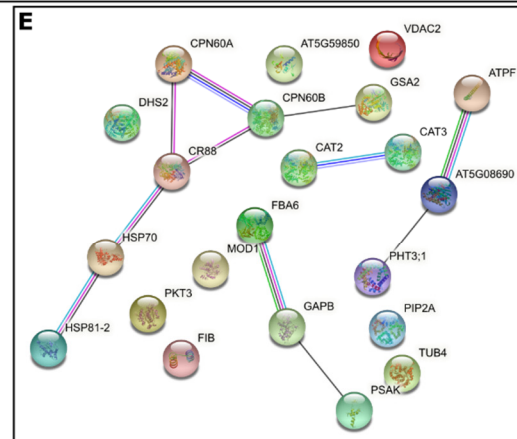 E
CPN60A
AT5G59850
VDAC2
ATPF
DHS2
CPN60B
GSA2
CR88
CAT2
CAT3
AT5G08690
FBA6
HSP70
MOD1
PHT3;1
PKT3
GAPB
PIP2A
HSP81-2
FIB
TUB4
PSAK